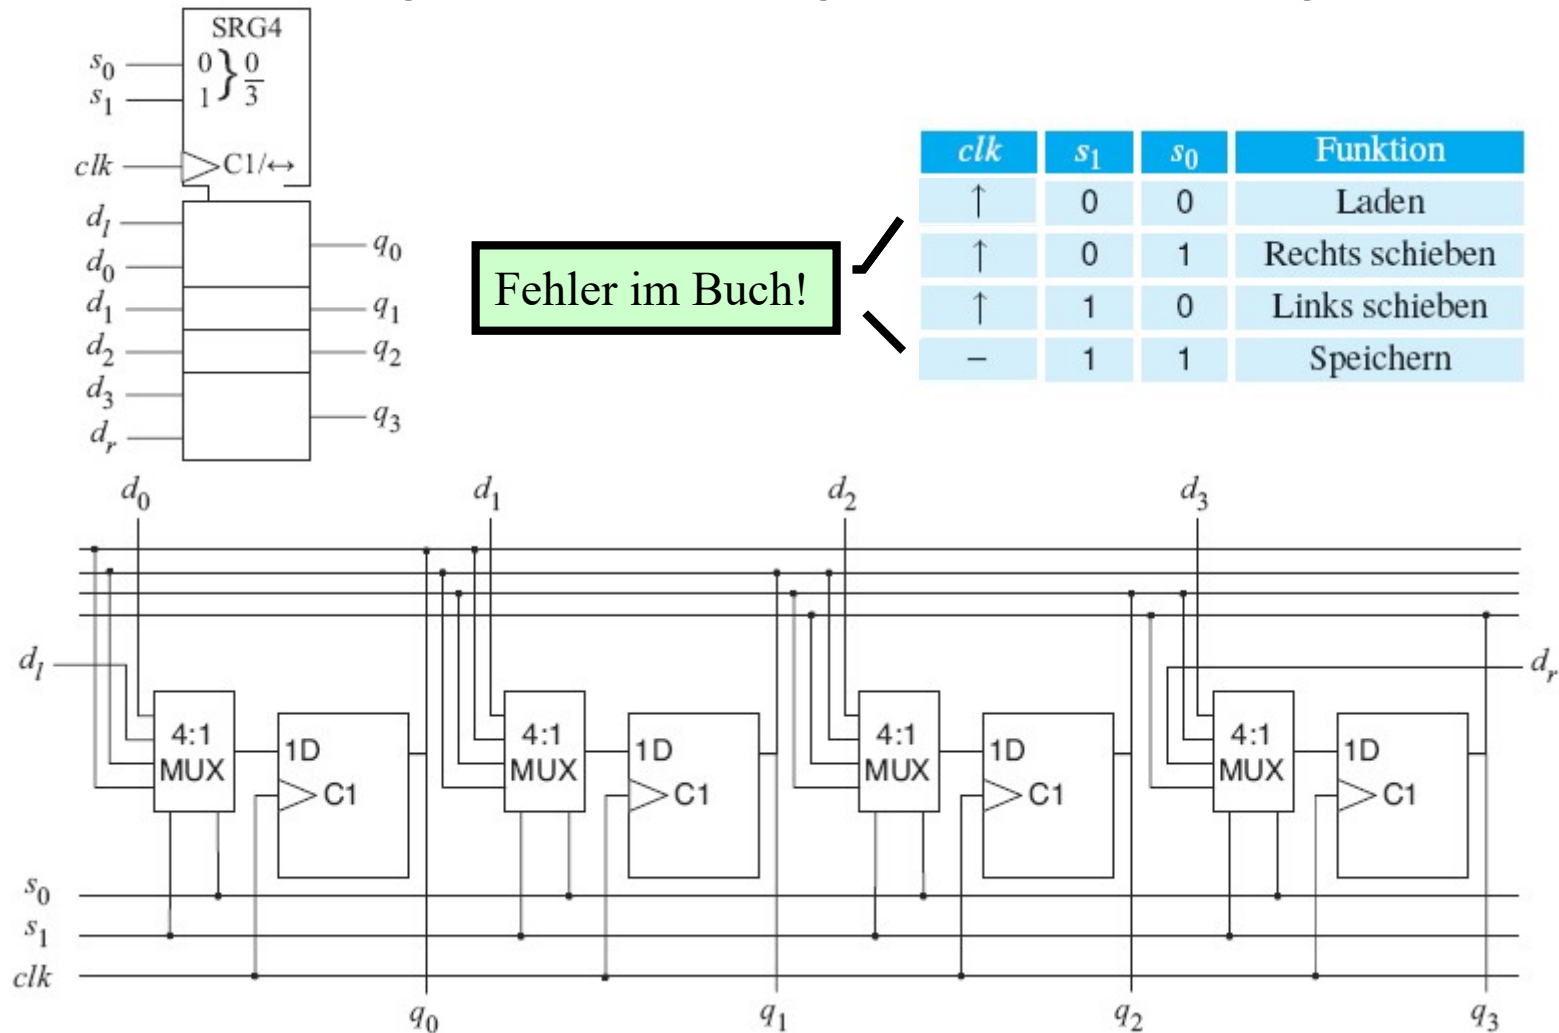 SRG4
s0 0 } 0
s1 1 3
clk C1/↔
dl
d0 q0
d1 q1
d2 q2
d3 q3
dr
Fehler im Buch!
clk s1 s0 Funktion
↑ 0 0 Laden
↑ 0 1 Rechts schieben
↑ 1 0 Links schieben
– 1 1 Speichern
d0 d1 d2 d3
dl dr
4:1 1D 4:1 1D 4:1 1D 4:1 1D
MUX C1 MUX C1 MUX C1 MUX C1
s0
s1
clk
q0 q1 q2 q3